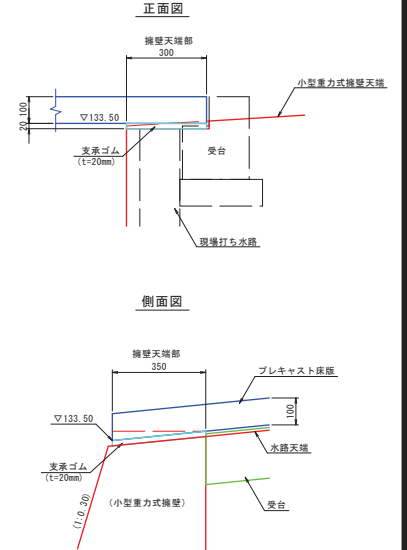 正面図
擁壁天端部
300
小型重力式擁壁天端
100
20
▽133.50
支承ゴム
(t=20mm)
受台
現場打ち水路
側面図
擁壁天端部
350
プレキャスト床版
▽133.50
100
水路天端
支承ゴム
(t=20mm)
(1:0.30)
(小型重力式擁壁)
受台